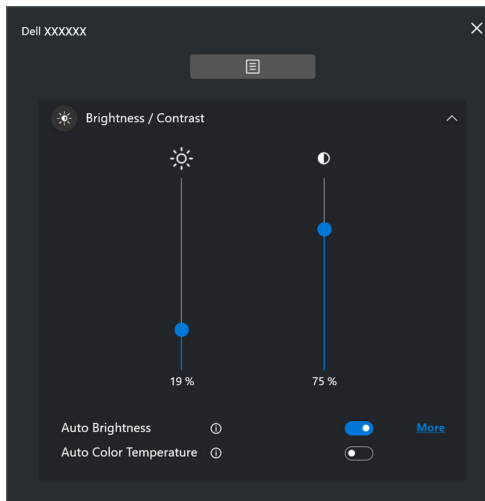 Dell XXXXXX
Brightness / Contrast
19 % 75 %
Auto Brightness More
Auto Color Temperature